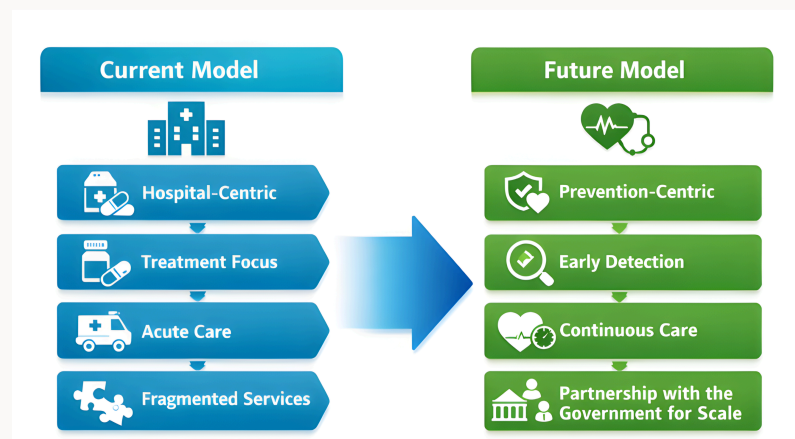 Current Model
Hospital-Centric
Treatment Focus
Acute Care
Fragmented Services
Future Model
Prevention-Centric
Early Detection
Continuous Care
Partnership with the
Government for Scale